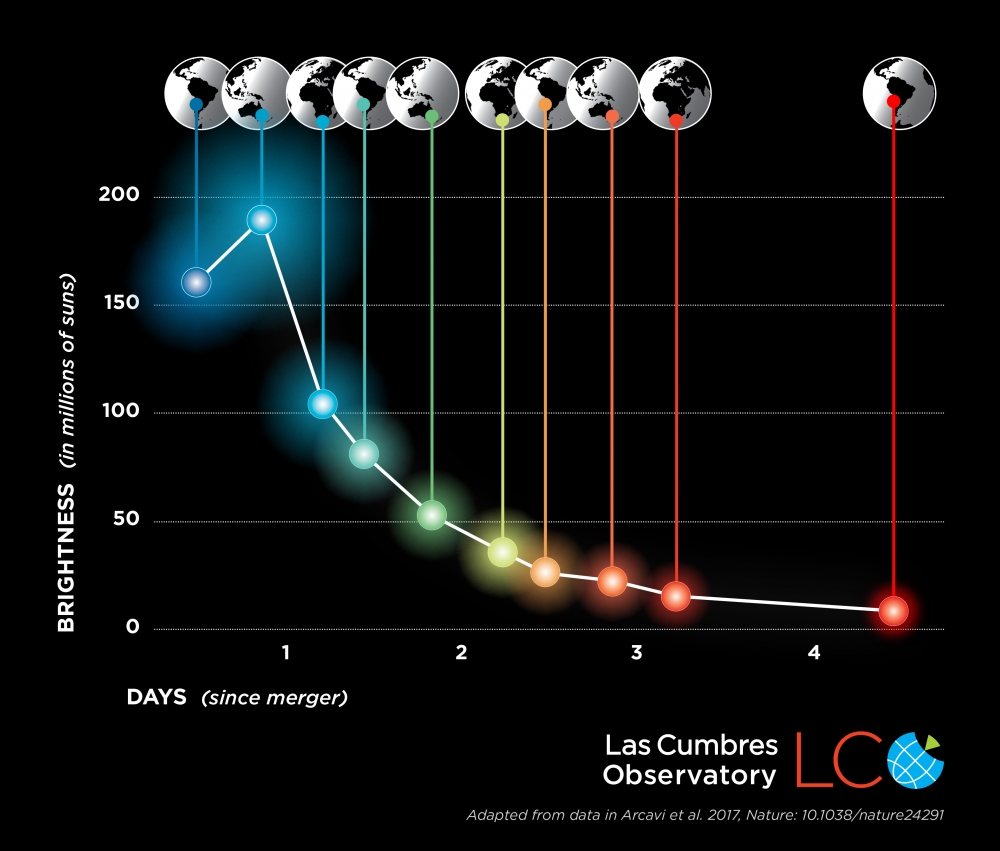 200
150
100
50
0
BRIGHTNESS (in millions of suns)
1 2 3 4
DAYS (since merger)
Las Cumbres
Observatory
LCO
Adapted from data in Arcavi et al. 2017, Nature: 10.1038/nature24291